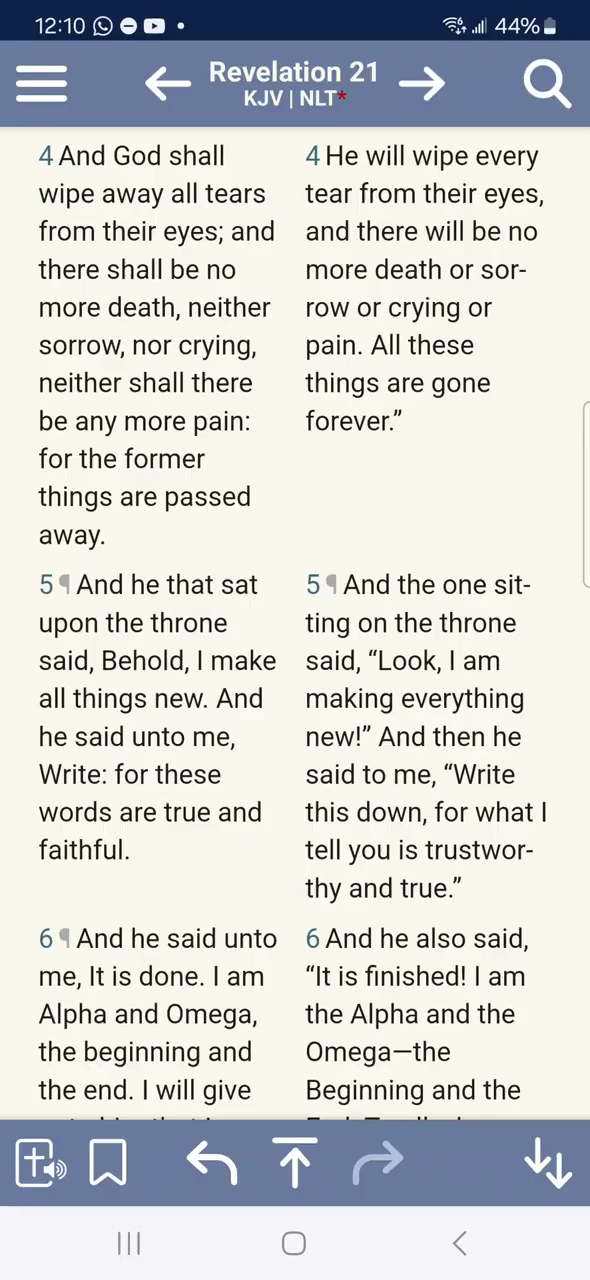 12:10
44%
Revelation 21
KJV | NLT*
4 And God shall
wipe away all tears
from their eyes; and
there shall be no
more death, neither
sorrow, nor crying,
neither shall there
be any more pain:
for the former
things are passed
away.
4 He will wipe every
tear from their eyes,
and there will be no
more death or sor-
row or crying or
pain. All these
things are gone
forever.”
5 ¶ And he that sat
upon the throne
said, Behold, I make
all things new. And
he said unto me,
Write: for these
words are true and
faithful.
5 ¶ And the one sit-
ting on the throne
said, “Look, I am
making everything
new!” And then he
said to me, “Write
this down, for what I
tell you is trustwor-
thy and true.”
6 ¶ And he said unto
me, It is done. I am
Alpha and Omega,
the beginning and
the end. I will give
6 And he also said,
“It is finished! I am
the Alpha and the
Omega—the
Beginning and the